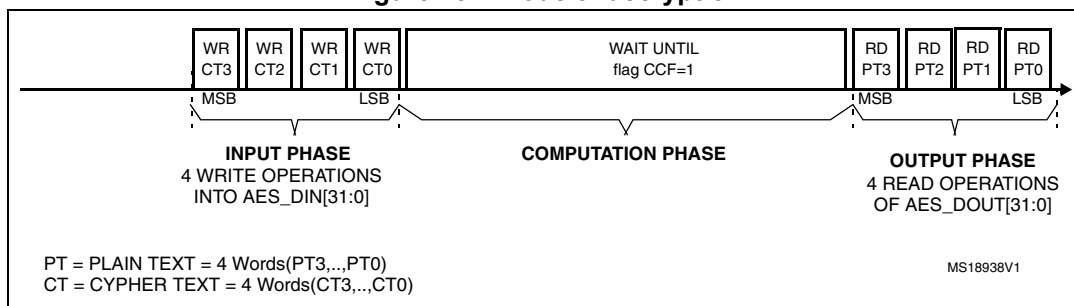 WR WR WR WR WAIT UNTIL RD RD RD RD
CT3 CT2 CT1 CT0 flag CCF=1 PT3 PT2 PT1 PT0
MSB LSB MSB LSB
INPUT PHASE
4 WRITE OPERATIONS
INTO AES_DIN[31:0]
COMPUTATION PHASE
OUTPUT PHASE
4 READ OPERATIONS
OF AES_DOUT[31:0]
PT = PLAIN TEXT = 4 Words(PT3,..,PT0)
CT = CYPHER TEXT = 4 Words(CT3,..,CT0)
MS18938V1